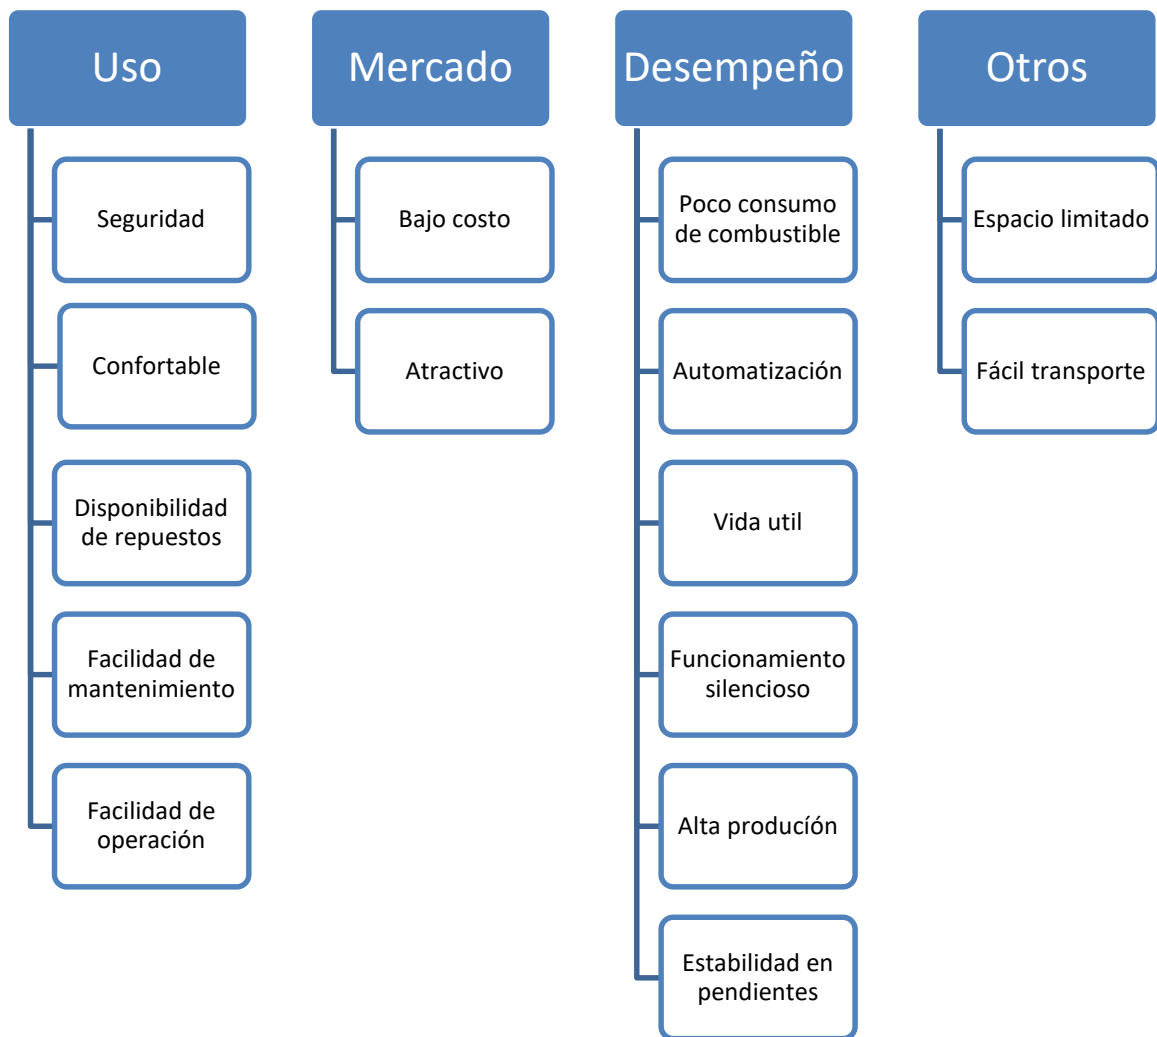 Uso
Seguridad
Confortable
Disponibilidad
de repuestos
Facilidad de
mantenimiento
Facilidad de
operación
Mercado
Bajo costo
Atractivo
Desempeño
Poco consumo
de combustible
Automatización
Vida util
Funcionamiento
silencioso
Alta producíón
Estabilidad en
pendientes
Otros
Espacio limitado
Fácil transporte